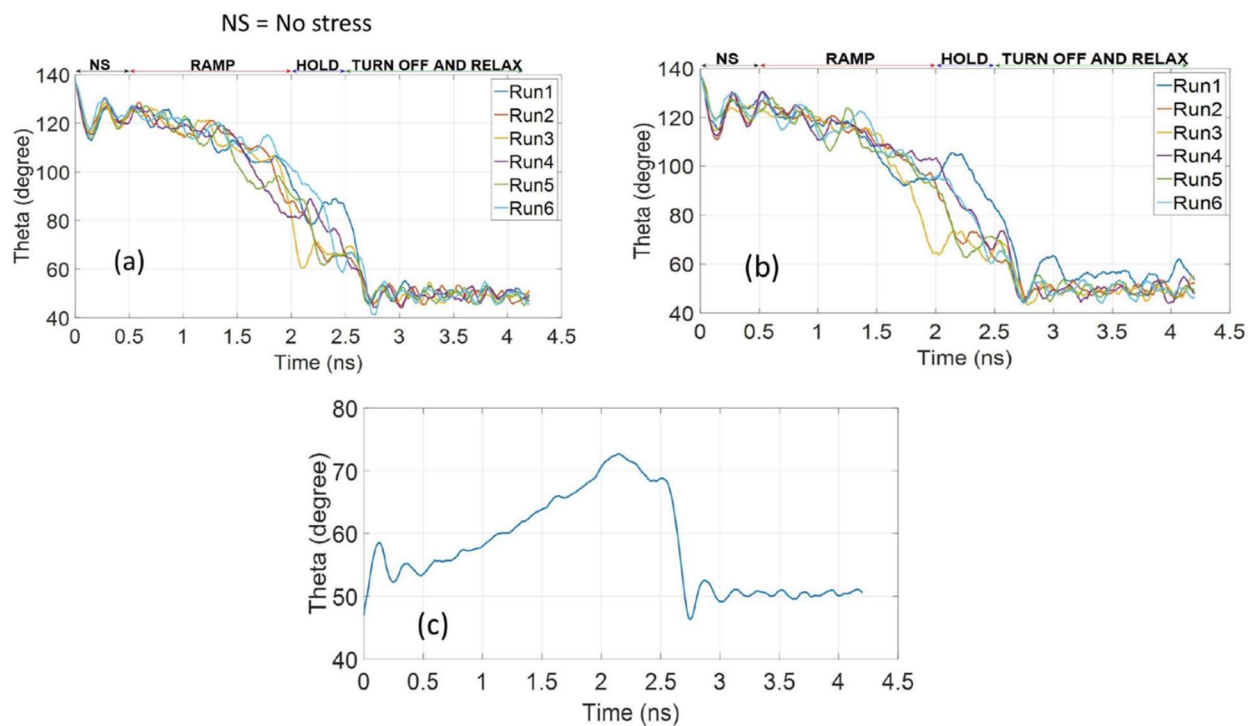 NS = No stress
NS RAMP HOLD TURN OFF AND RELAX
140
120
100
80
60
40
Theta (degree)
Run1
Run2
Run3
Run4
Run5
Run6
(a)
0 0.5 1 1.5 2 2.5 3 3.5 4 4.5
Time (ns)
NS RAMP HOLD TURN OFF AND RELAX
140
120
100
80
60
40
Theta (degree)
Run1
Run2
Run3
Run4
Run5
Run6
(b)
0 0.5 1 1.5 2 2.5 3 3.5 4 4.5
Time (ns)
80
70
60
50
40
Theta (degree)
(c)
0 0.5 1 1.5 2 2.5 3 3.5 4 4.5
Time (ns)